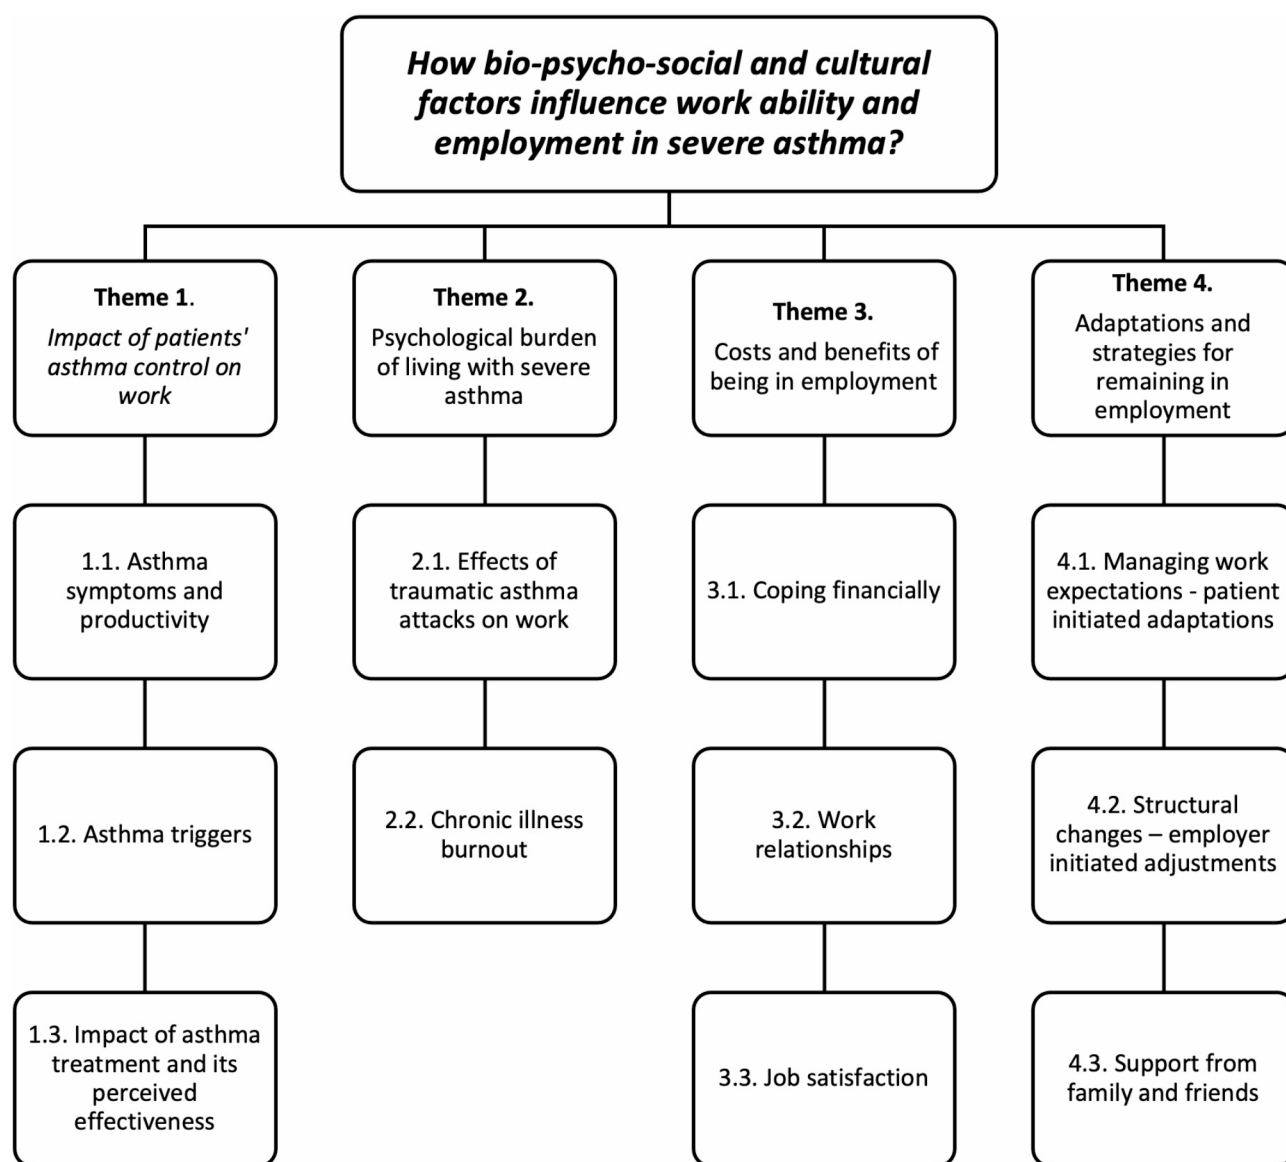 How bio-psycho-social and cultural
factors influence work ability and
employment in severe asthma?
Theme 1.
Impact of patients'
asthma control on
work
Theme 2.
Psychological burden
of living with severe
asthma
Theme 3.
Costs and benefits of
being in employment
Theme 4.
Adaptations and
strategies for
remaining in
employment
1.1. Asthma
symptoms and
productivity
2.1. Effects of
traumatic asthma
attacks on work
3.1. Coping financially
4.1. Managing work
expectations - patient
initiated adaptations
1.2. Asthma triggers
2.2. Chronic illness
burnout
3.2. Work
relationships
4.2. Structural
changes – employer
initiated adjustments
1.3. Impact of asthma
treatment and its
perceived
effectiveness
3.3. Job satisfaction
4.3. Support from
family and friends